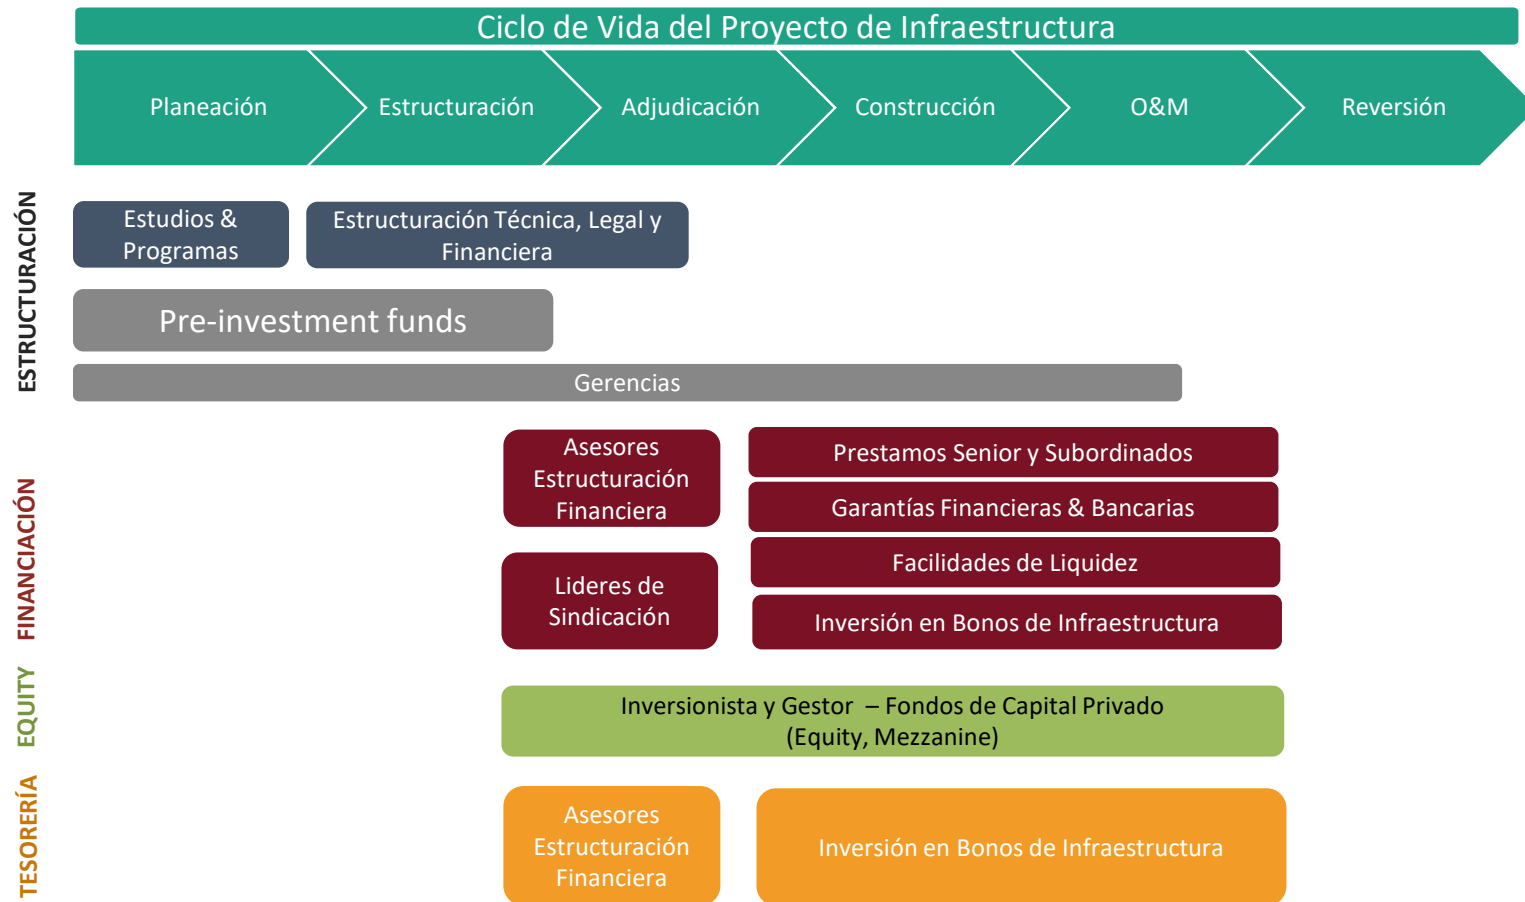 Ciclo de Vida del Proyecto de Infraestructura
Planeación
Estructuración
Adjudicación
Construcción
O&M
Reversión
ESTRUCTURACIÓN
Estudios &
Programas
Estructuración Técnica, Legal y
Financiera
Pre-investment funds
Gerencias
FINANCIACIÓN
Asesores
Estructuración
Financiera
Lideres de
Sindicación
Prestamos Senior y Subordinados
Garantías Financieras & Bancarias
Facilidades de Liquidez
Inversión en Bonos de Infraestructura
EQUITY
Inversionista y Gestor – Fondos de Capital Privado
(Equity, Mezzanine)
TESORERÍA
Asesores
Estructuración
Financiera
Inversión en Bonos de Infraestructura